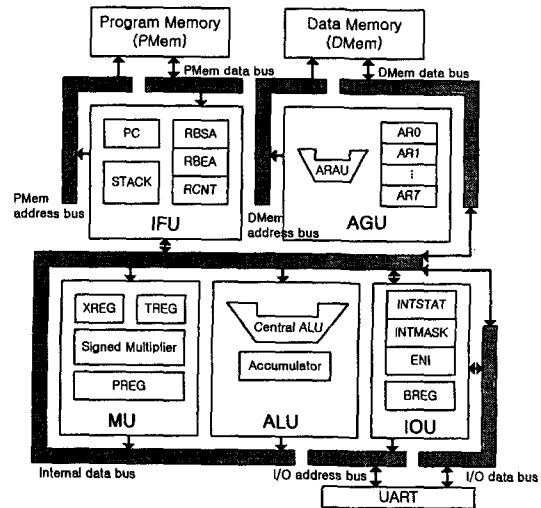 Program Memory
(PMem)
Data Memory
(DMem)
PMem data bus
DMem data bus
PC
STACK
RBSA
RBEA
RCNT
IFU
ARAU
AR0
AR1
⋮
AR7
AGU
PMem
address bus
DMem
address bus
XREG
TREG
Signed Multiplier
PREG
MU
Central ALU
Accumulator
ALU
INTSTAT
INTMASK
ENI
BREG
IOU
Internal data bus
I/O address bus
I/O data bus
UART